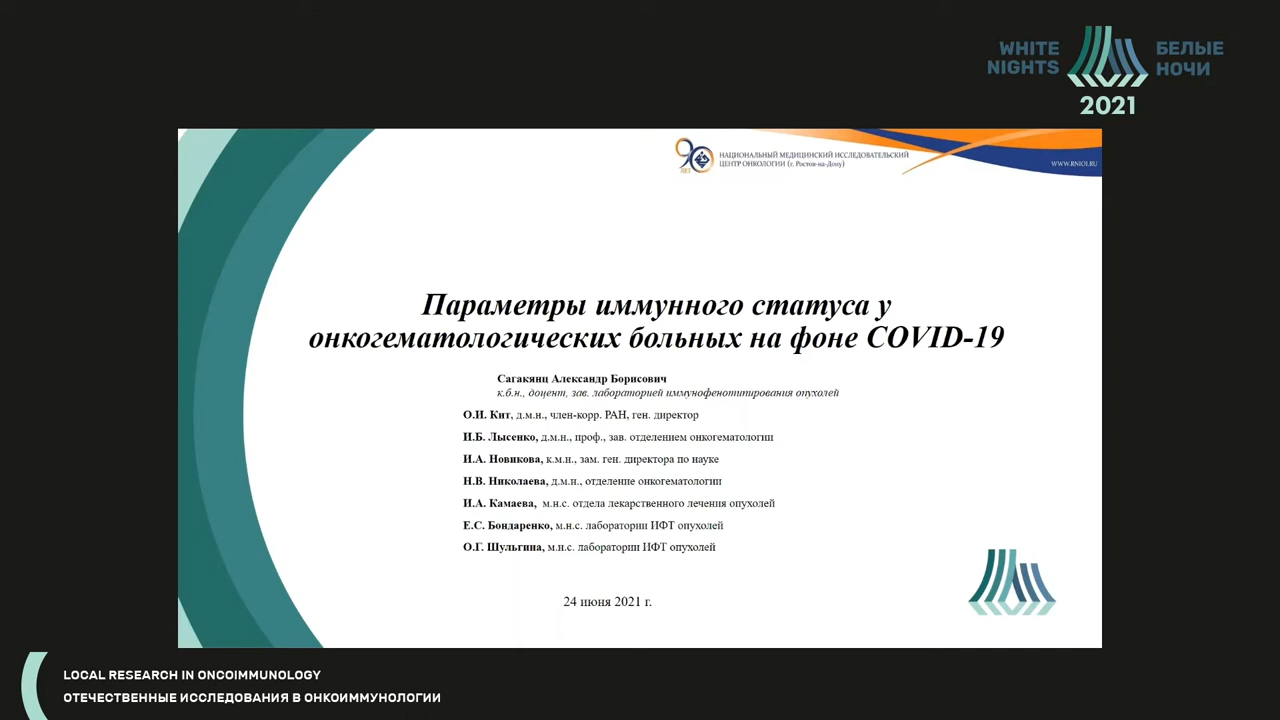 WHITE NIGHTS
БЕЛЫЕ НОЧИ
2021
90 ЛЕТ
НАЦИОНАЛЬНЫЙ МЕДИЦИНСКИЙ ИССЛЕДОВАТЕЛЬСКИЙ
ЦЕНТР ОНКОЛОГИИ (г. Ростов-на-Дону)
WWW.RNIOI.RU
Параметры иммунного статуса у
онкогематологических больных на фоне COVID-19
Сагакянц Александр Борисович
к.б.н., доцент, зав. лабораторией иммунофенотипирования опухолей
О.И. Кит, д.м.н., член-корр. РАН, ген. директор
И.Б. Лысенко, д.м.н., проф., зав. отделением онкогематологии
И.А. Новикова, к.м.н., зам. ген. директора по науке
Н.В. Николаева, д.м.н., отделение онкогематологии
И.А. Камаева, м.н.с. отдела лекарственного лечения опухолей
Е.С. Бондаренко, м.н.с. лаборатории ИФТ опухолей
О.Г. Шульгина, м.н.с. лаборатории ИФТ опухолей
24 июня 2021 г.
LOCAL RESEARCH IN ONCOIMMUNOLOGY
ОТЕЧЕСТВЕННЫЕ ИССЛЕДОВАНИЯ В ОНКОИММУНОЛОГИИ